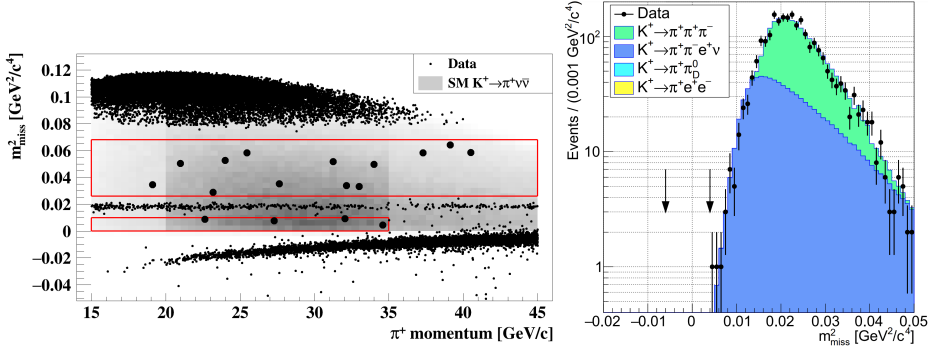 m²miss [GeV²/c⁴]
0.12
0.1
0.08
0.06
0.04
0.02
0
−0.02
−0.04
Data
SM K⁺→π⁺νν̄
15 20 25 30 35 40 45
π⁺ momentum [GeV/c]
Events / (0.001 GeV²/c⁴)
10²
10
1
Data
K⁺→π⁺π⁺π⁻
K⁺→π⁺π⁻e⁺ν
K⁺→π⁺π⁰D
K⁺→π⁺e⁺e⁻
−0.02 −0.01 0 0.01 0.02 0.03 0.04 0.05
m²miss [GeV²/c⁴]